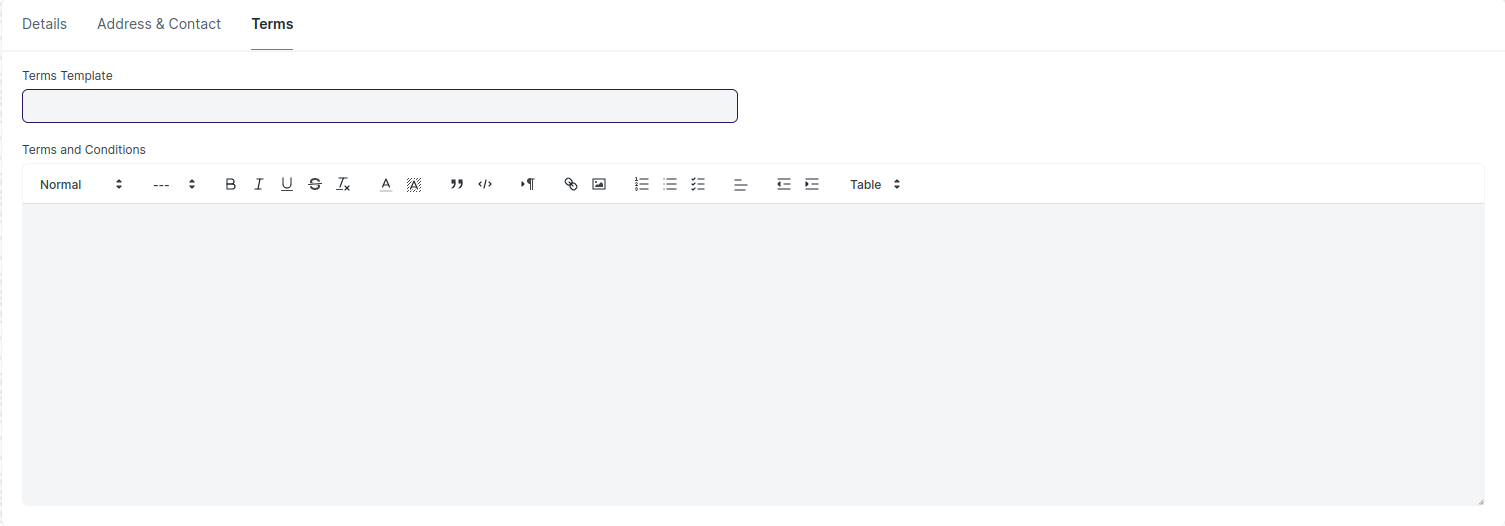 Details Address & Contact Terms
Terms Template
Terms and Conditions
Normal --- Table